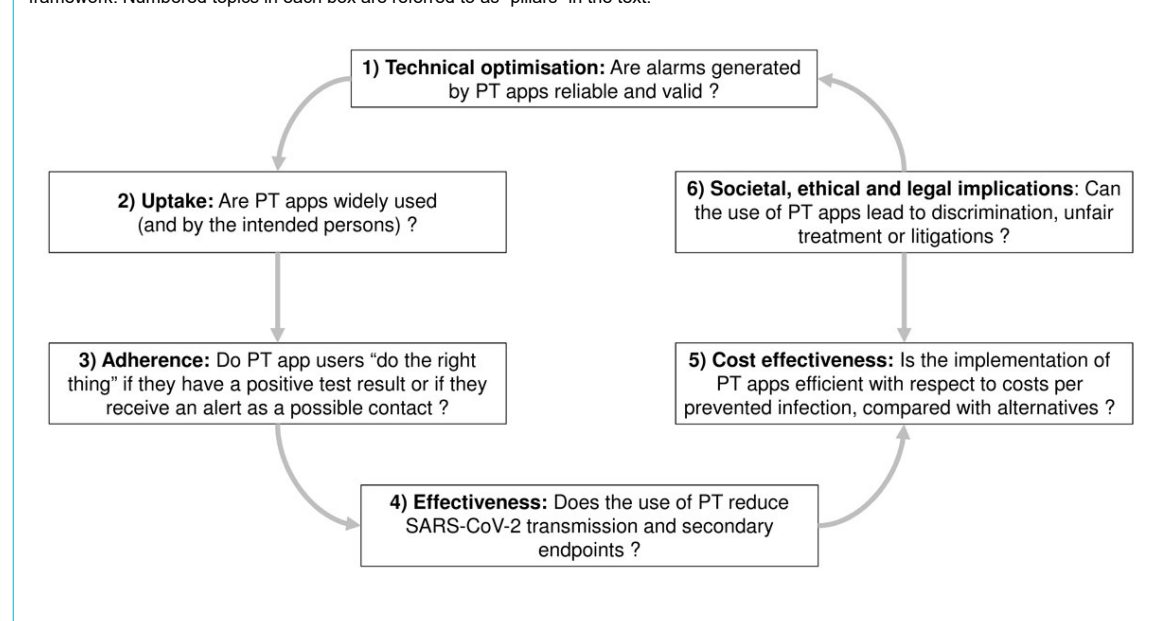 framework. Numbered topics in each box are referred to as “pillars” in the text.
1) Technical optimisation: Are alarms generated
by PT apps reliable and valid ?
2) Uptake: Are PT apps widely used
(and by the intended persons) ?
6) Societal, ethical and legal implications: Can
the use of PT apps lead to discrimination, unfair
treatment or litigations ?
3) Adherence: Do PT app users “do the right
thing” if they have a positive test result or if they
receive an alert as a possible contact ?
5) Cost effectiveness: Is the implementation of
PT apps efficient with respect to costs per
prevented infection, compared with alternatives ?
4) Effectiveness: Does the use of PT reduce
SARS-CoV-2 transmission and secondary
endpoints ?